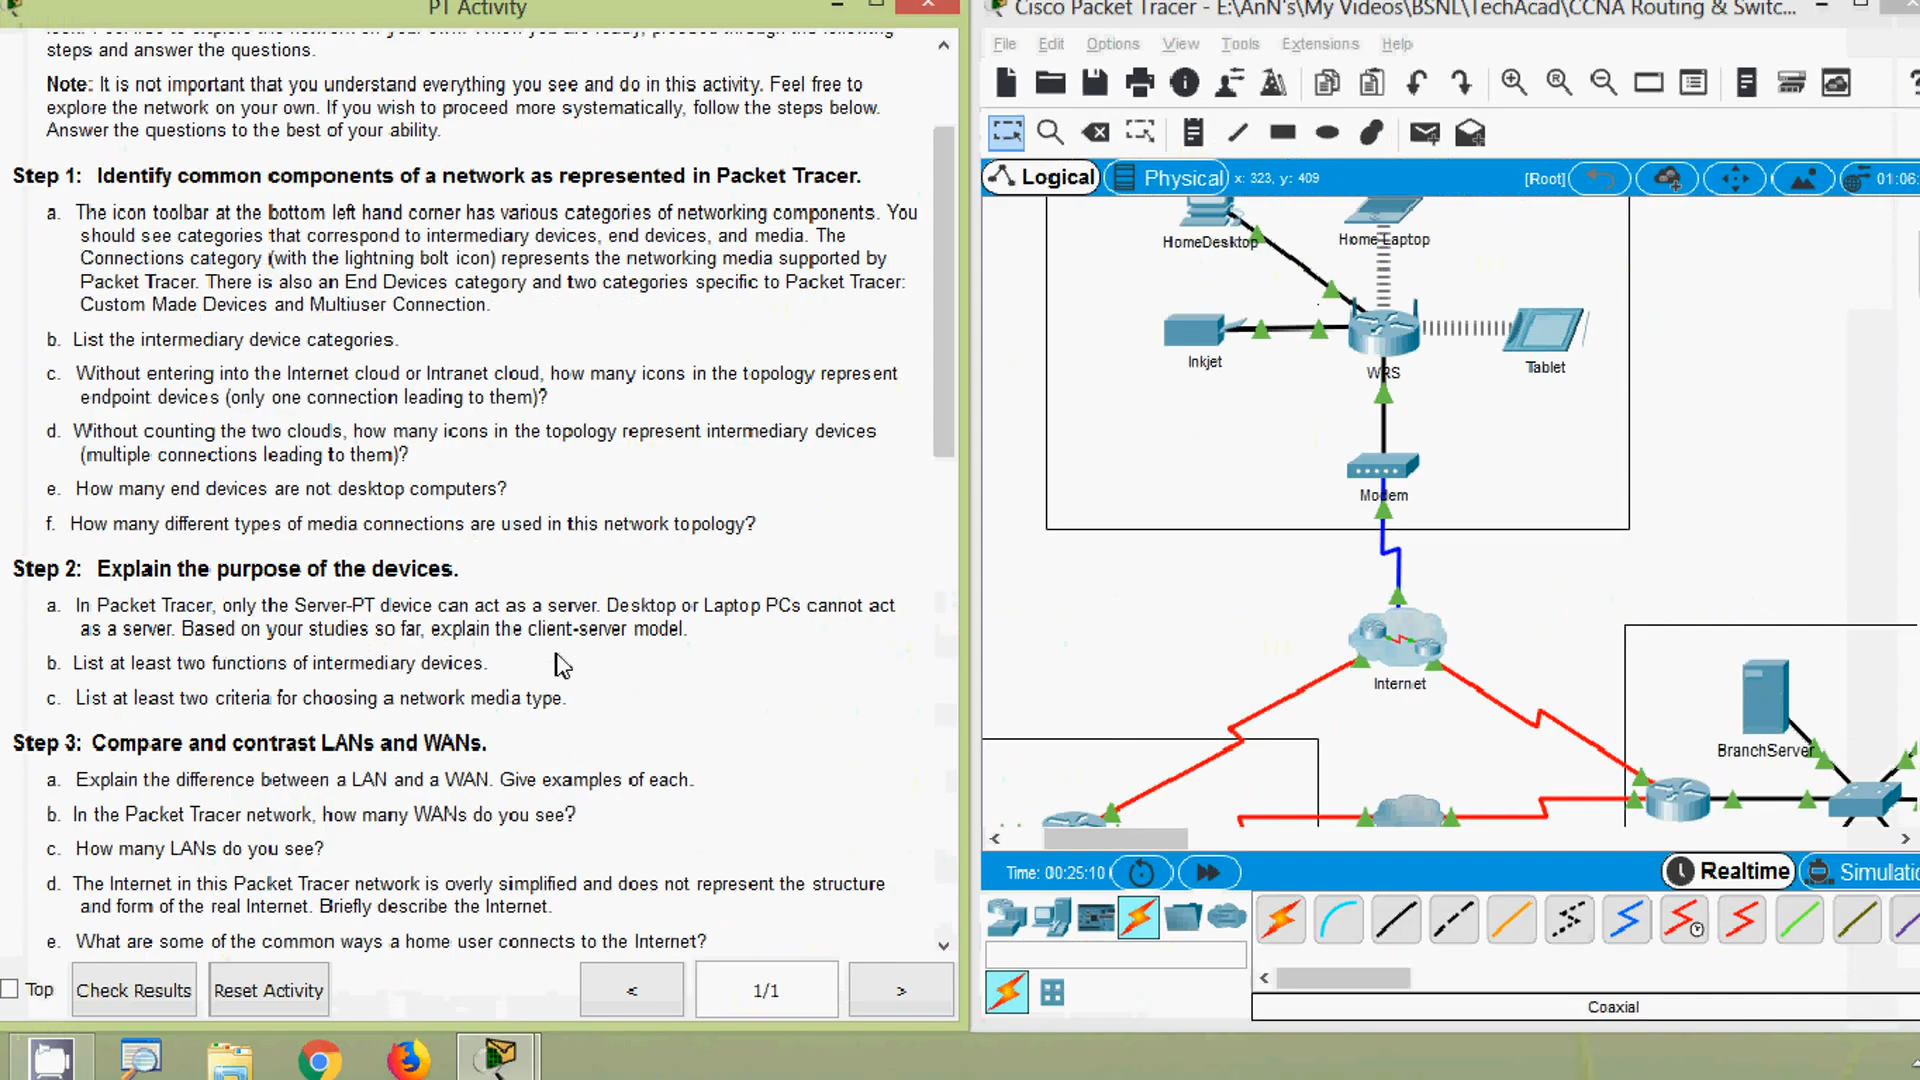 PT Activity
steps and answer the questions.
Note: It is not important that you understand everything you see and do in this activity. Feel free to
explore the network on your own. If you wish to proceed more systematically, follow the steps below.
Answer the questions to the best of your ability.
Step 1: Identify common components of a network as represented in Packet Tracer.
a. The icon toolbar at the bottom left hand corner has various categories of networking components. You
should see categories that correspond to intermediary devices, end devices, and media. The
Connections category (with the lightning bolt icon) represents the networking media supported by
Packet Tracer. There is also an End Devices category and two categories specific to Packet Tracer:
Custom Made Devices and Multiuser Connection.
b. List the intermediary device categories.
c. Without entering into the Internet cloud or Intranet cloud, how many icons in the topology represent
endpoint devices (only one connection leading to them)?
d. Without counting the two clouds, how many icons in the topology represent intermediary devices
(multiple connections leading to them)?
e. How many end devices are not desktop computers?
f. How many different types of media connections are used in this network topology?
Step 2: Explain the purpose of the devices.
a. In Packet Tracer, only the Server-PT device can act as a server. Desktop or Laptop PCs cannot act
as a server. Based on your studies so far, explain the client-server model.
b. List at least two functions of intermediary devices.
c. List at least two criteria for choosing a network media type.
Step 3: Compare and contrast LANs and WANs.
a. Explain the difference between a LAN and a WAN. Give examples of each.
b. In the Packet Tracer network, how many WANs do you see?
c. How many LANs do you see?
d. The Internet in this Packet Tracer network is overly simplified and does not represent the structure
and form of the real Internet. Briefly describe the Internet.
e. What are some of the common ways a home user connects to the Internet?
Top
Check Results
Reset Activity
<
1/1
>
Cisco Packet Tracer - E:\AnN's\My Videos\BSNL\TechAcad\CCNA Routing & Switc...
File Edit Options View Tools Extensions Help
Logical
Physical
x: 323, y: 409
[Root]
01:06:
HomeDesktop
Home Laptop
Inkjet
WRS
Tablet
Modem
Internet
BranchServer
Time: 00:25:10
Realtime
Simulatic
Coaxial